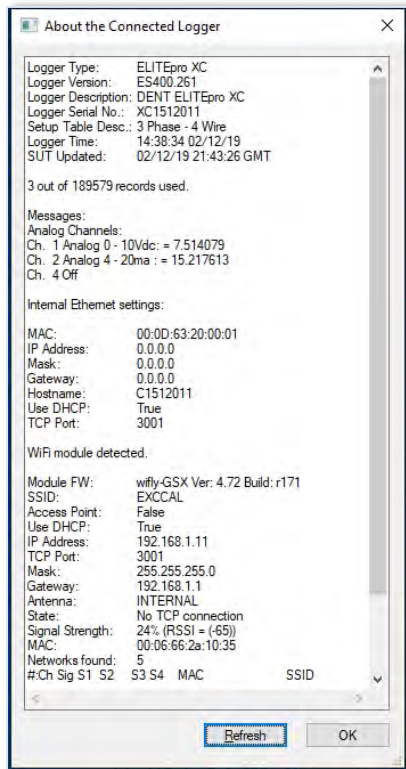 About the Connected Logger
Logger Type: ELITEpro XC
Logger Version: ES400.261
Logger Description: DENT ELITEpro XC
Logger Serial No.: XC1512011
Setup Table Desc.: 3 Phase - 4 Wire
Logger Time: 14:38:34 02/12/19
SUT Updated: 02/12/19 21:43:26 GMT
3 out of 189579 records used.
Messages:
Analog Channels:
Ch. 1 Analog 0 - 10Vdc: = 7.514079
Ch. 2 Analog 4 - 20ma : = 15.217613
Ch. 4 Off
Internal Ethernet settings:
MAC: 00:0D:63:20:00:01
IP Address: 0.0.0.0
Mask: 0.0.0.0
Gateway: 0.0.0.0
Hostname: C1512011
Use DHCP: True
TCP Port: 3001
WiFi module detected.
Module FW: wifly-GSX Ver: 4.72 Build: r171
SSID: EXCCAL
Access Point: False
Use DHCP: True
IP Address: 192.168.1.11
TCP Port: 3001
Mask: 255.255.255.0
Gateway: 192.168.1.1
Antenna: INTERNAL
State: No TCP connection
Signal Strength: 24% (RSSI = (-65))
MAC: 00:06:66:2a:10:35
Networks found: 5
#:Ch Sig S1 S2 S3 S4 MAC SSID
Refresh OK